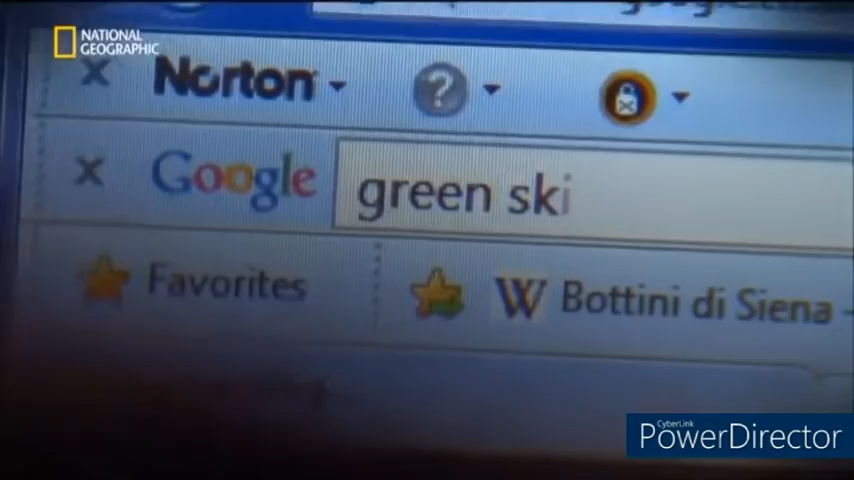 NATIONAL
GEOGRAPHIC
Norton
Google green ski
Favorites W Bottini di Siena -
CyberLink
PowerDirector